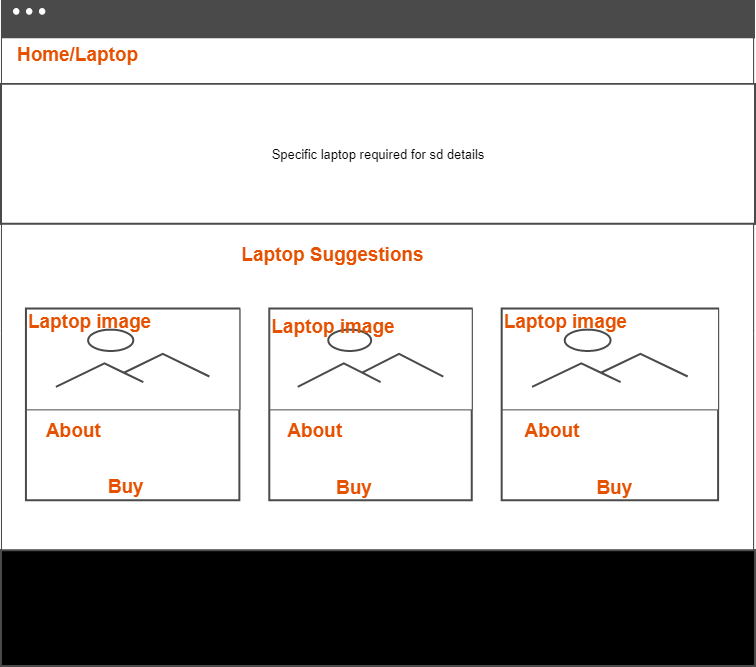 Home/Laptop
Specific laptop required for sd details
Laptop Suggestions
Laptop image
Laptop image
Laptop image
About
About
About
Buy
Buy
Buy